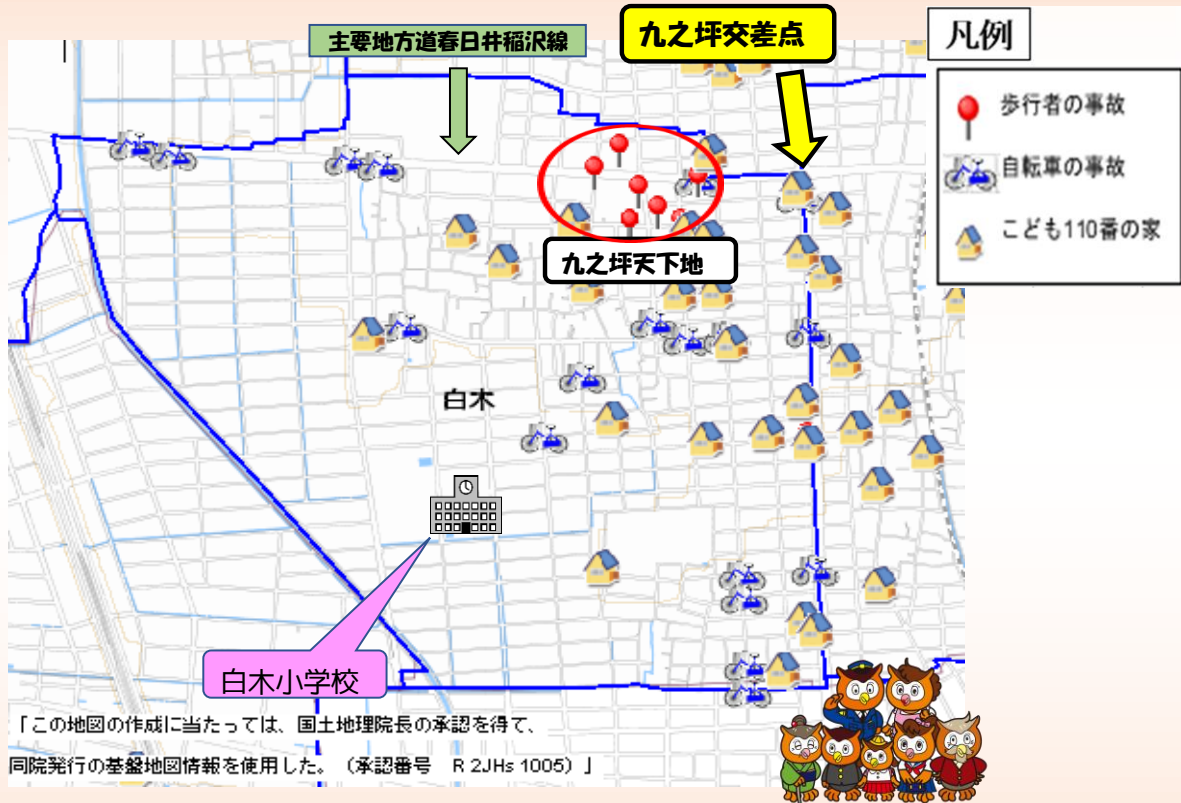 主要地方道春日井稲沢線
九之坪交差点
凡例
歩行者の事故
自転車の事故
こども110番の家
九之坪天下地
白木
白木小学校
「この地図の作成に当たっては、国土地理院長の承認を得て、
同院発行の基盤地図情報を使用した。（承認番号　R 2JHs 1005）」